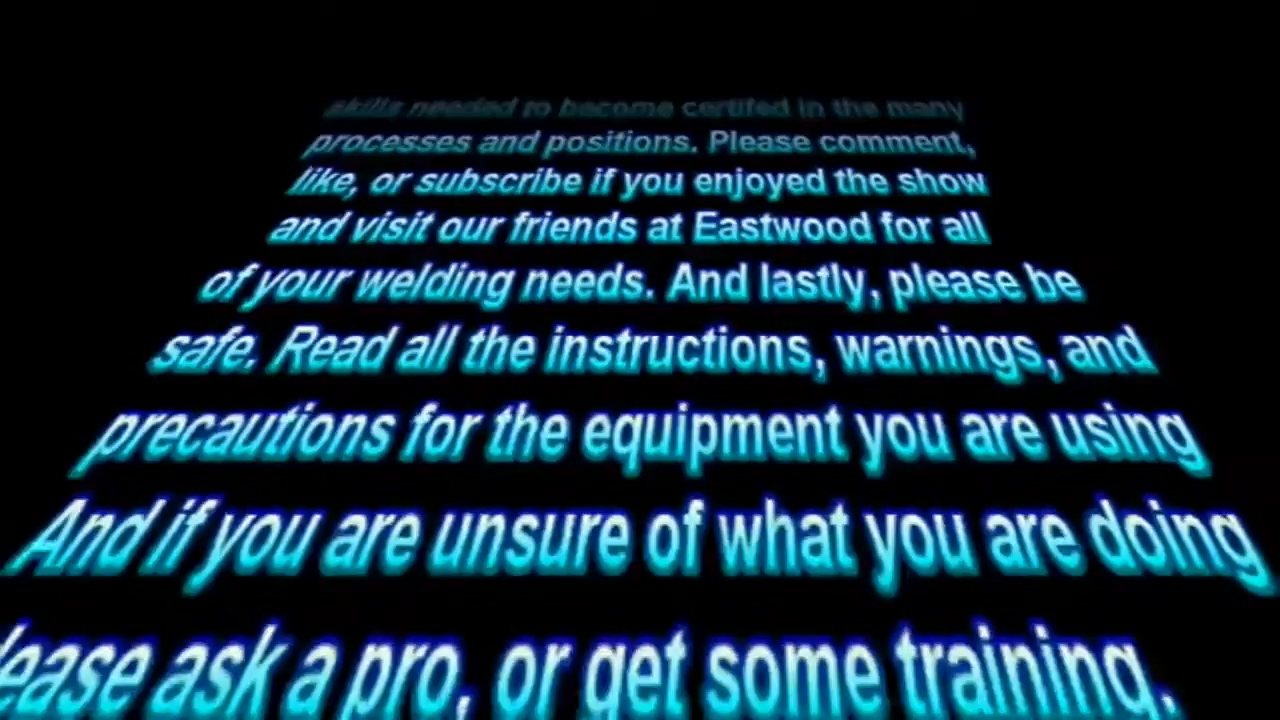 skills needed to become certifed in the many
processes and positions. Please comment,
like, or subscribe if you enjoyed the show
and visit our friends at Eastwood for all
of your welding needs. And lastly, please be
safe. Read all the instructions, warnings, and
precautions for the equipment you are using
And if you are unsure of what you are doing
lease ask a pro, or get some training.